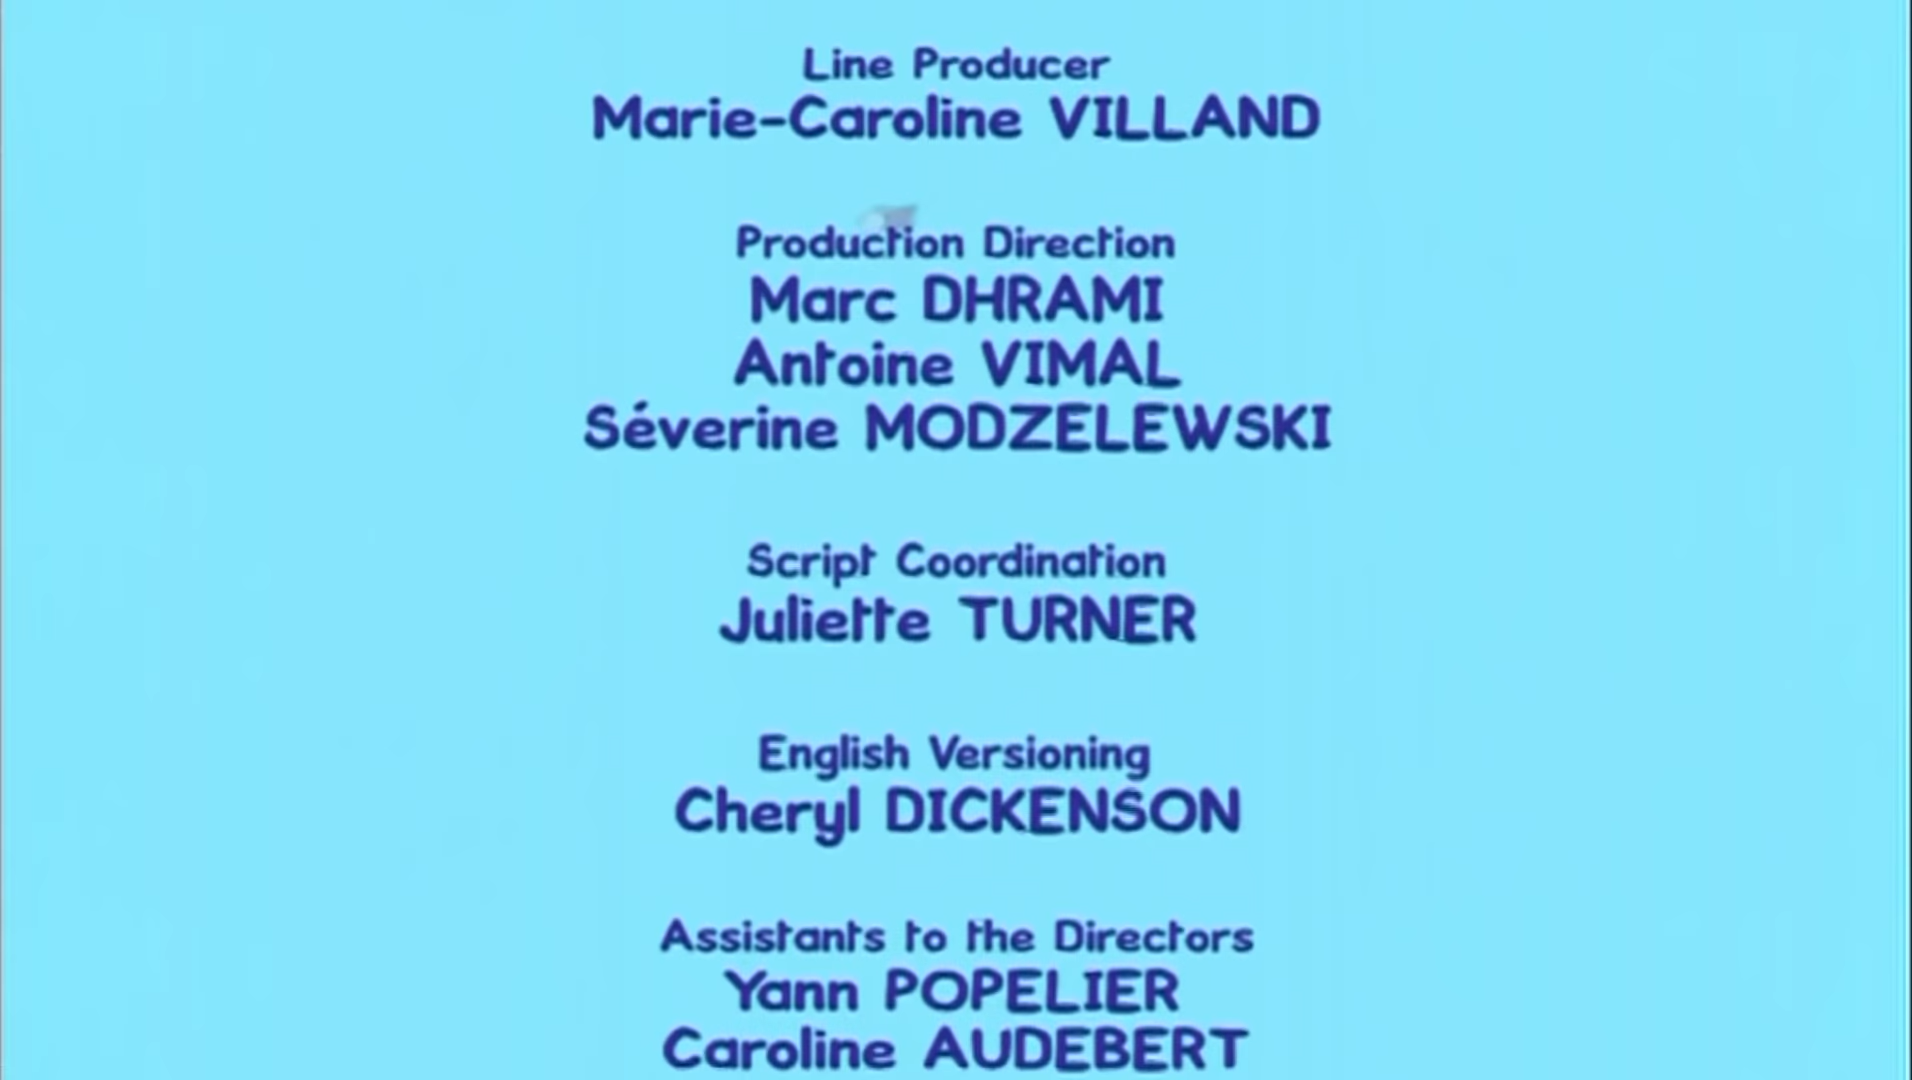 Line Producer
Marie-Caroline VILLAND
Production Direction
Marc DHRAMI
Antoine VIMAL
Séverine MODZELEWSKI
Script Coordination
Juliette TURNER
English Versioning
Cheryl DICKENSON
Assistants to the Directors
Yann POPELIER
Caroline AUDEBERT